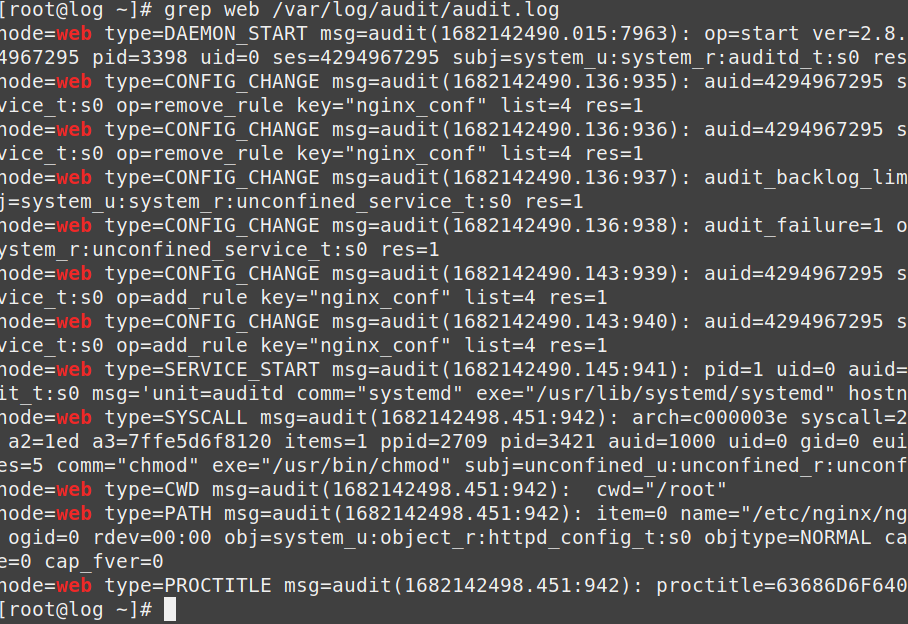 [root@log ~]# grep web /var/log/audit/audit.log
node=web type=DAEMON_START msg=audit(1682142490.015:7963): op=start ver=2.8.
4967295 pid=3398 uid=0 ses=4294967295 subj=system_u:system_r:auditd_t:s0 res
node=web type=CONFIG_CHANGE msg=audit(1682142490.136:935): auid=4294967295 s
vice_t:s0 op=remove_rule key="nginx_conf" list=4 res=1
node=web type=CONFIG_CHANGE msg=audit(1682142490.136:936): auid=4294967295 s
vice_t:s0 op=remove_rule key="nginx_conf" list=4 res=1
node=web type=CONFIG_CHANGE msg=audit(1682142490.136:937): audit_backlog_lim
j=system_u:system_r:unconfined_service_t:s0 res=1
node=web type=CONFIG_CHANGE msg=audit(1682142490.136:938): audit_failure=1 o
ystem_r:unconfined_service_t:s0 res=1
node=web type=CONFIG_CHANGE msg=audit(1682142490.143:939): auid=4294967295 s
vice_t:s0 op=add_rule key="nginx_conf" list=4 res=1
node=web type=CONFIG_CHANGE msg=audit(1682142490.143:940): auid=4294967295 s
vice_t:s0 op=add_rule key="nginx_conf" list=4 res=1
node=web type=SERVICE_START msg=audit(1682142490.145:941): pid=1 uid=0 auid=
it_t:s0 msg='unit=auditd comm="systemd" exe="/usr/lib/systemd/systemd" hostn
node=web type=SYSCALL msg=audit(1682142498.451:942): arch=c000003e syscall=2
a2=1ed a3=7ffe5d6f8120 items=1 ppid=2709 pid=3421 auid=1000 uid=0 gid=0 eui
es=5 comm="chmod" exe="/usr/bin/chmod" subj=unconfined_u:unconfined_r:unconf
node=web type=CWD msg=audit(1682142498.451:942):  cwd="/root"
node=web type=PATH msg=audit(1682142498.451:942): item=0 name="/etc/nginx/ng
ogid=0 rdev=00:00 obj=system_u:object_r:httpd_config_t:s0 objtype=NORMAL ca
e=0 cap_fver=0
node=web type=PROCTITLE msg=audit(1682142498.451:942): proctitle=63686D6F640
[root@log ~]#